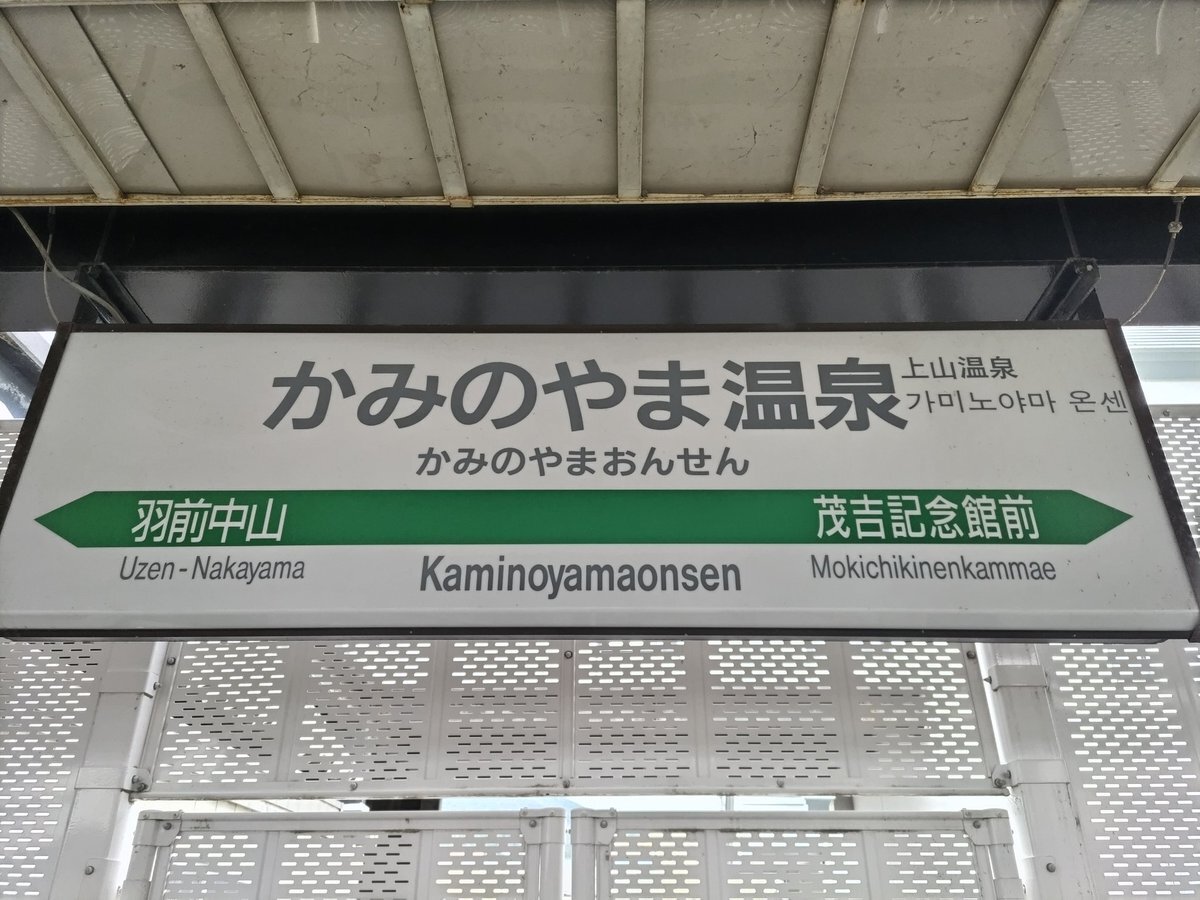 かみのやま温泉
上山温泉
가미노야마 온센
かみのやまおんせん
羽前中山
茂吉記念館前
Uzen-Nakayama
Kaminoyamaonsen
Mokichikinenkammae